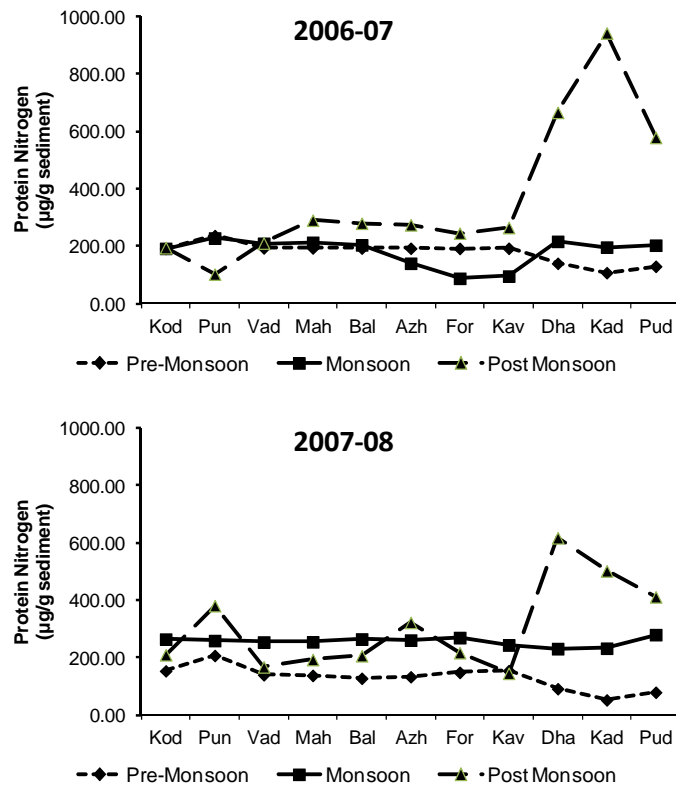 2006-07
Protein Nitrogen
(µg/g sediment)
1000.00
800.00
600.00
400.00
200.00
0.00
Kod Pun Vad Mah Bal Azh For Kav Dha Kad Pud
Pre-Monsoon Monsoon Post Monsoon
2007-08
Protein Nitrogen
(µg/g sediment)
1000.00
800.00
600.00
400.00
200.00
0.00
Kod Pun Vad Mah Bal Azh For Kav Dha Kad Pud
Pre-Monsoon Monsoon Post Monsoon